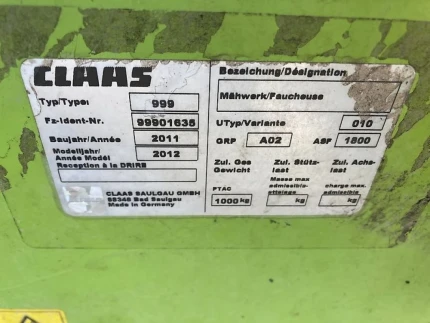 CLAAS
Typ/Type: 999
Fz-Ident-Nr. 99901635
Baujahr/Année 2011
Modelljahr/ 2012
Année Modèl
Reception à la DRIRE
CLAAS SAULGAU GMBH
88348 Bad Saulgau
Made in Germany
Bezeichung/Désignation
Mähwerk/Faucheuse
UTyp/Variante 010
GRP A02 ASF 1800
Zul. Ges Zul. Stütz- Zul. Achs-
Gewicht last last
PTAC Masse max admissible- charge max.
attelage admissible
1000 kg kg kg